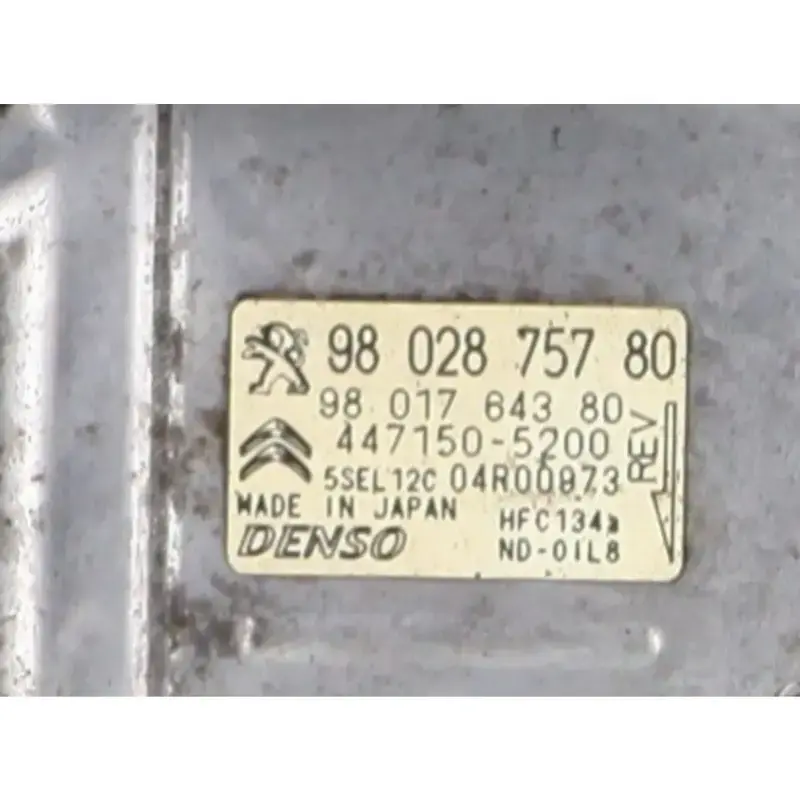 98 028 757 80
98 017 643 80
447150-5200
5SEL12C 04R00873
REV
MADE IN JAPAN
HFC134a
DENSO
ND-OIL8